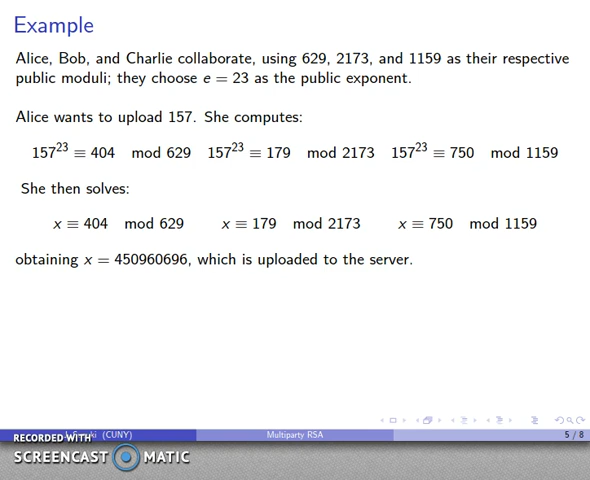 Example
Alice, Bob, and Charlie collaborate, using 629, 2173, and 1159 as their respective
public moduli; they choose e = 23 as the public exponent.
Alice wants to upload 157. She computes:
157^23 ≡ 404 mod 629 157^23 ≡ 179 mod 2173 157^23 ≡ 750 mod 1159
She then solves:
x ≡ 404 mod 629 x ≡ 179 mod 2173 x ≡ 750 mod 1159
obtaining x = 450960696, which is uploaded to the server.
(CUNY) Multiparty RSA 5 / 8
RECORDED WITH
SCREENCAST MATIC